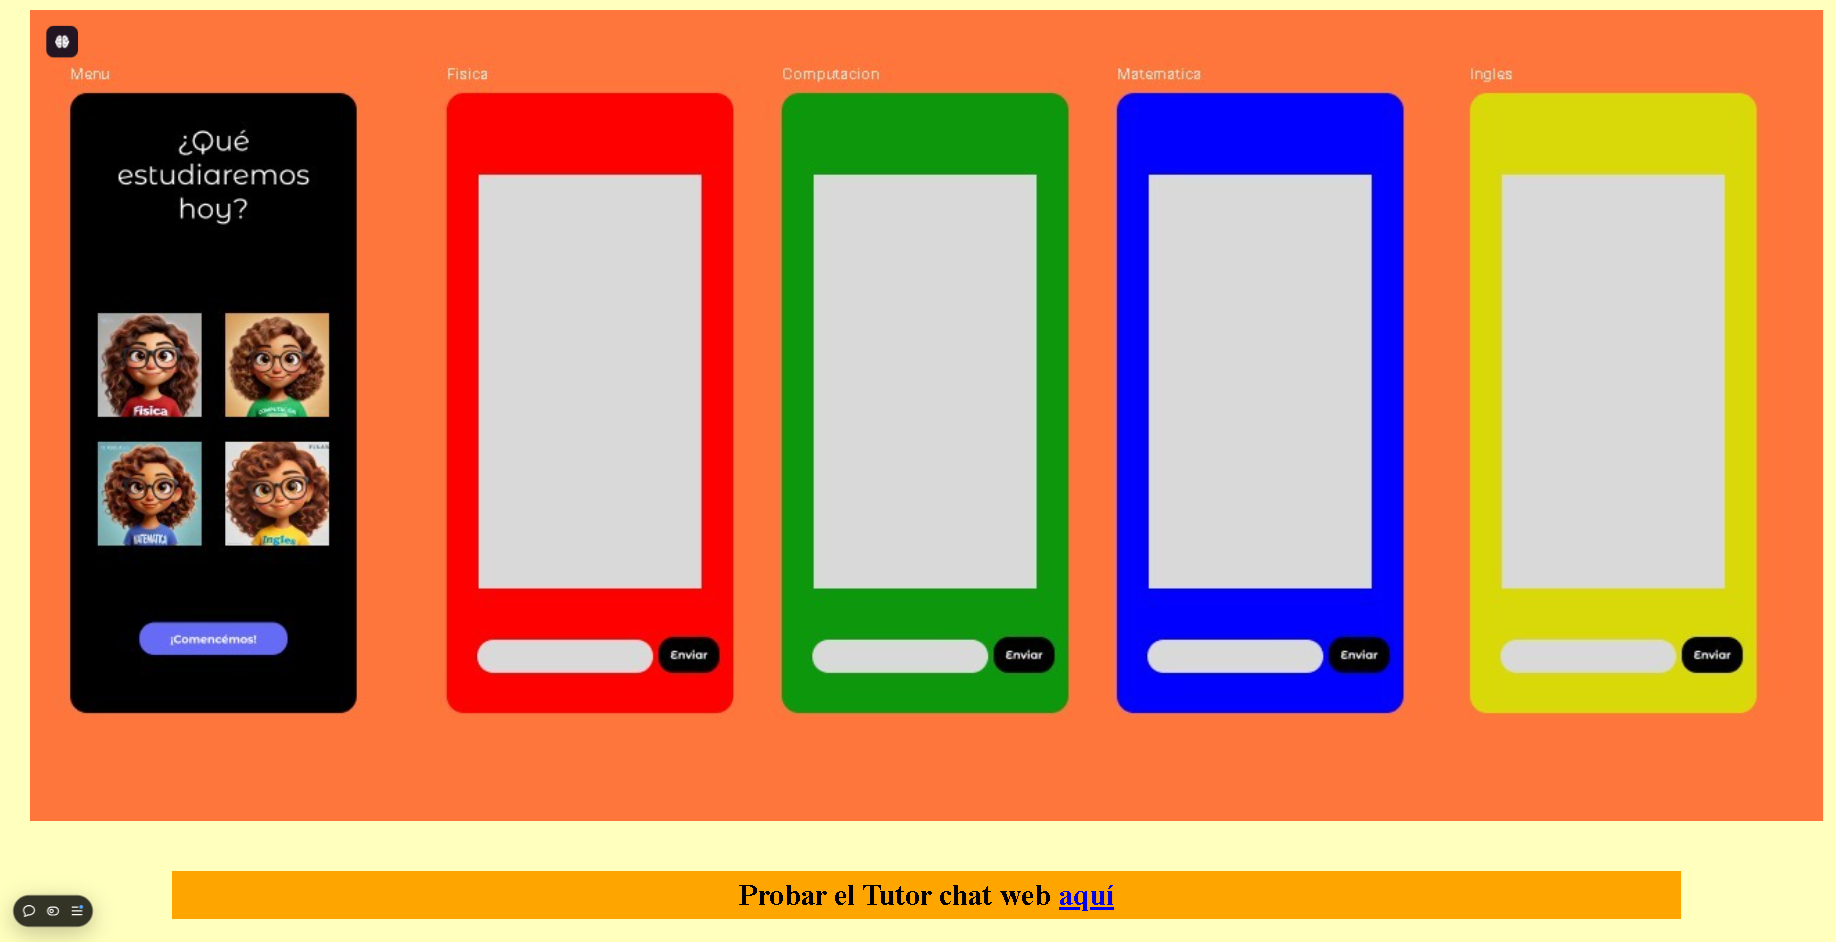 Menu
Fisica
Computacion
Matematica
Ingles
¿Qué
estudiaremos
hoy?
Fisica
COMPUTACION
MATEMATICA
Ingles
¡Comencémos!
Enviar
Enviar
Enviar
Enviar
Probar el Tutor chat web aquí